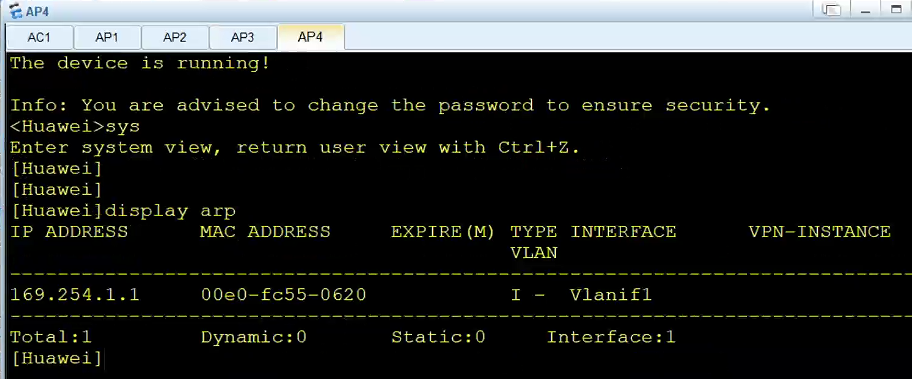 AP4
AC1 AP1 AP2 AP3 AP4
The device is running!
Info: You are advised to change the password to ensure security.
<Huawei>sys
Enter system view, return user view with Ctrl+Z.
[Huawei]
[Huawei]
[Huawei]display arp
IP ADDRESS MAC ADDRESS EXPIRE(M) TYPE INTERFACE VPN-INSTANCE
VLAN
------------------------------------------------------------------------------
169.254.1.1 00e0-fc55-0620 I - Vlanif1
------------------------------------------------------------------------------
Total:1 Dynamic:0 Static:0 Interface:1
[Huawei]